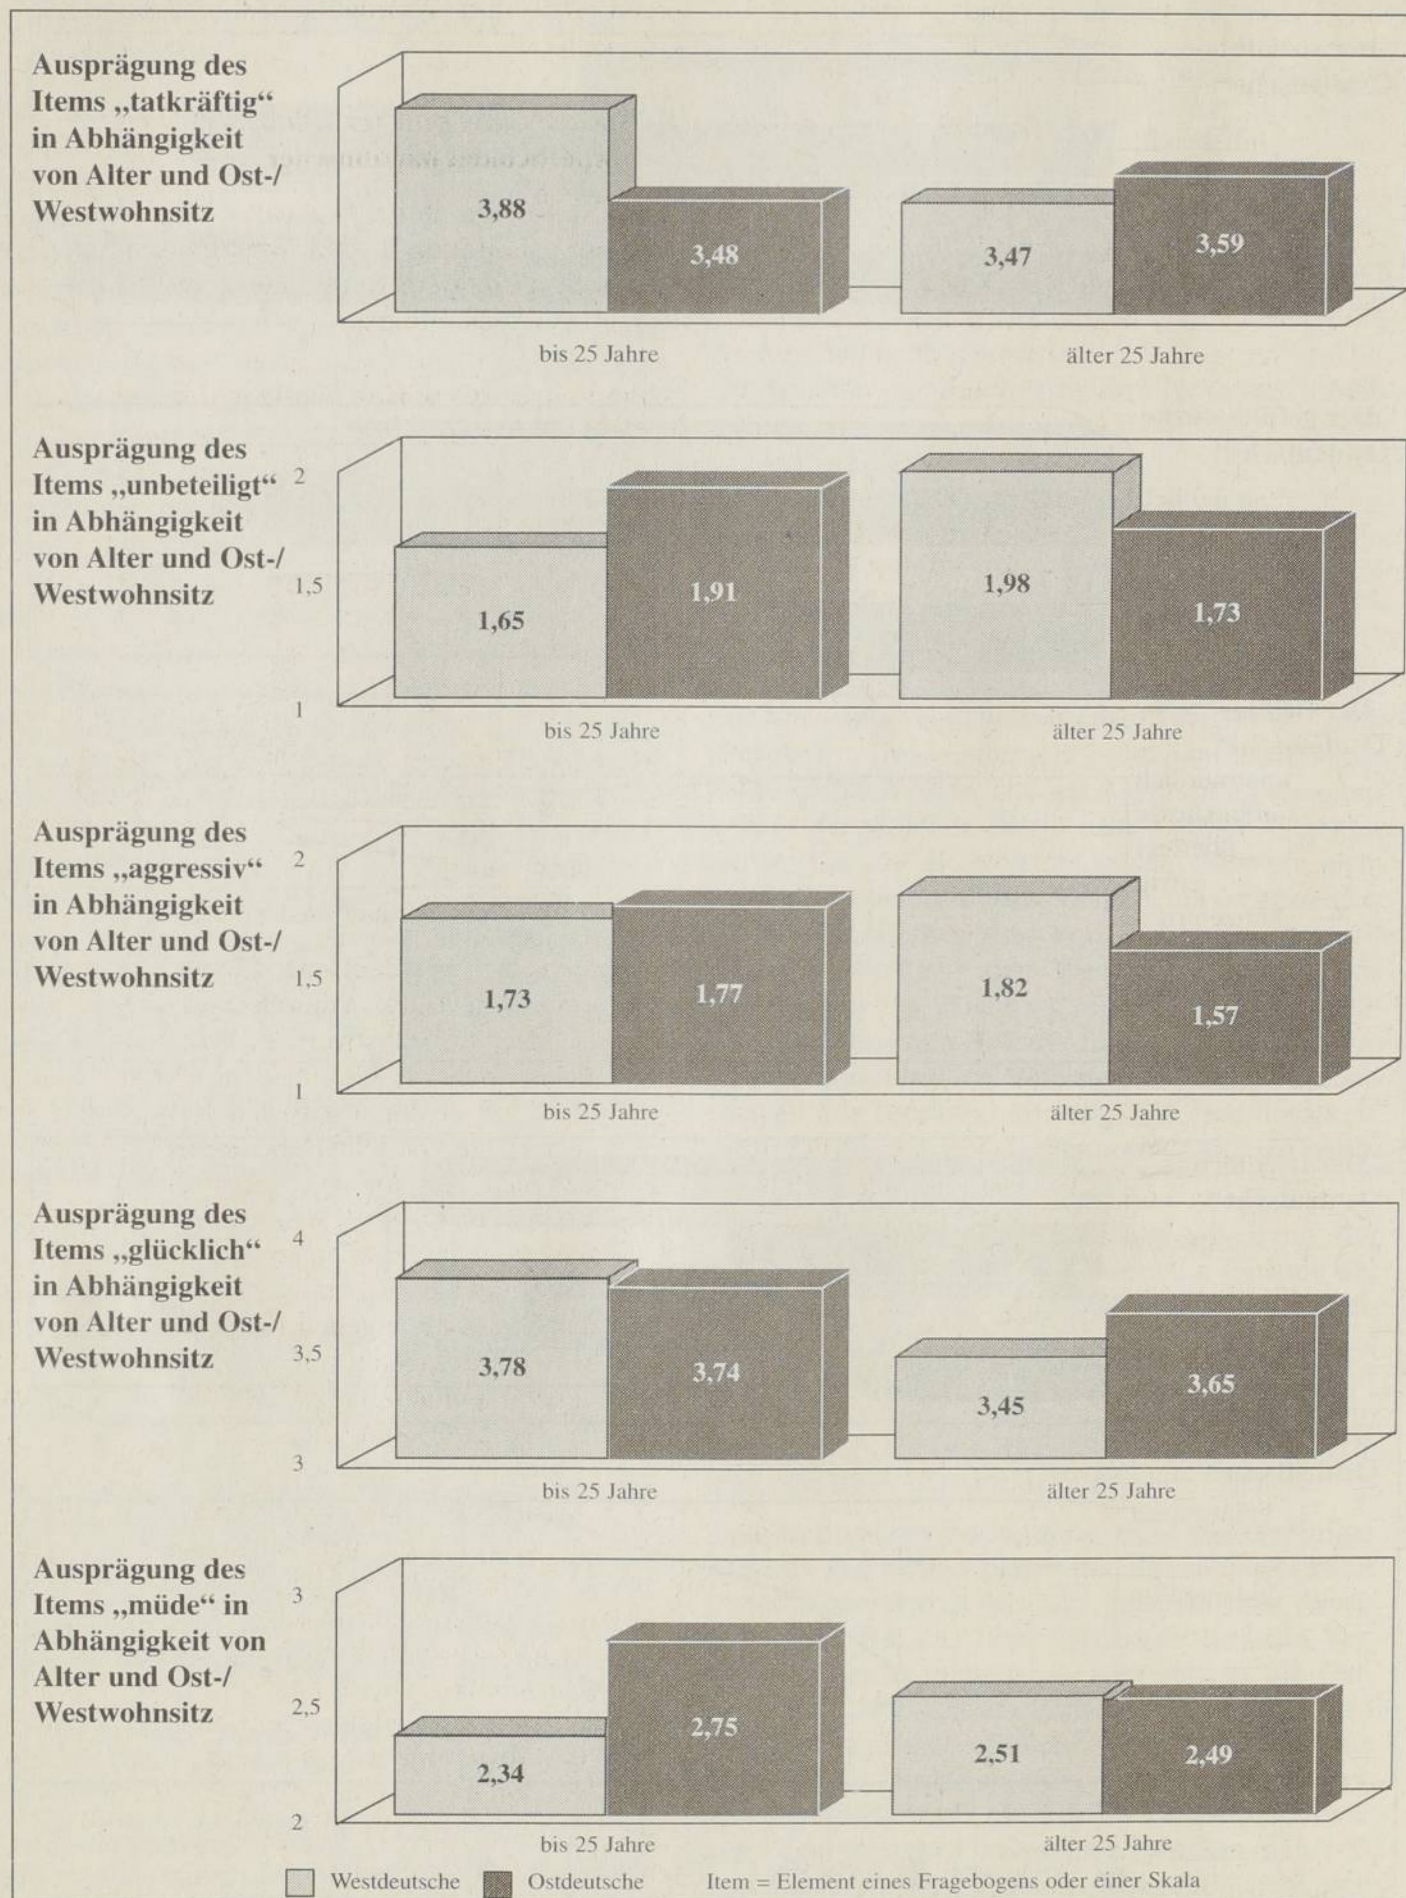 Ausprägung des
Items „tatkräftig“
in Abhängigkeit
von Alter und Ost-/
Westwohnsitz
3,88
3,48
3,47
3,59
bis 25 Jahre
älter 25 Jahre
Ausprägung des
Items „unbeteiligt“
in Abhängigkeit
von Alter und Ost-/
Westwohnsitz
2
1,5
1
1,65
1,91
1,98
1,73
bis 25 Jahre
älter 25 Jahre
Ausprägung des
Items „aggressiv“
in Abhängigkeit
von Alter und Ost-/
Westwohnsitz
2
1,5
1
1,73
1,77
1,82
1,57
bis 25 Jahre
älter 25 Jahre
Ausprägung des
Items „glücklich“
in Abhängigkeit
von Alter und Ost-/
Westwohnsitz
4
3,5
3
3,78
3,74
3,45
3,65
bis 25 Jahre
älter 25 Jahre
Ausprägung des
Items „müde“ in
Abhängigkeit von
Alter und Ost-/
Westwohnsitz
3
2,5
2
2,34
2,75
2,51
2,49
bis 25 Jahre
älter 25 Jahre
Westdeutsche
Ostdeutsche
Item = Element eines Fragebogens oder einer Skala